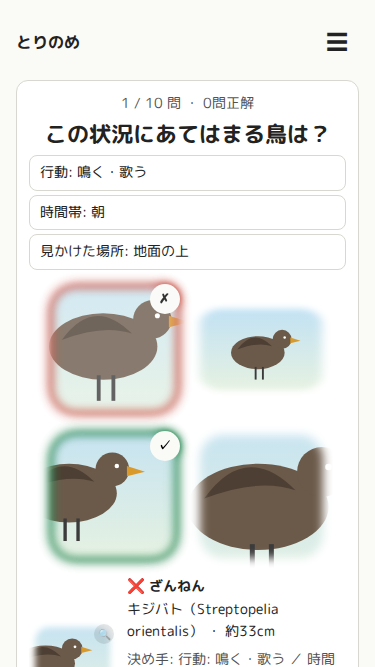 とりのめ
1 / 10 問 ・ 0問正解
この状況にあてはまる鳥は？
行動: 鳴く・歌う
時間帯: 朝
見かけた場所: 地面の上
✗
✓
❌ ざんねん
キジバト（Streptopelia
orientalis） ・ 約33cm
決め手: 行動: 鳴く・歌う ／ 時間